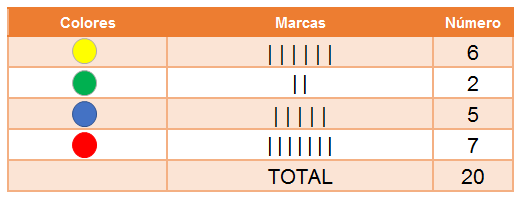 Colores Marcas Número
| | | | | | 6
| | 2
| | | | | 5
| | | | | | | 7
TOTAL 20